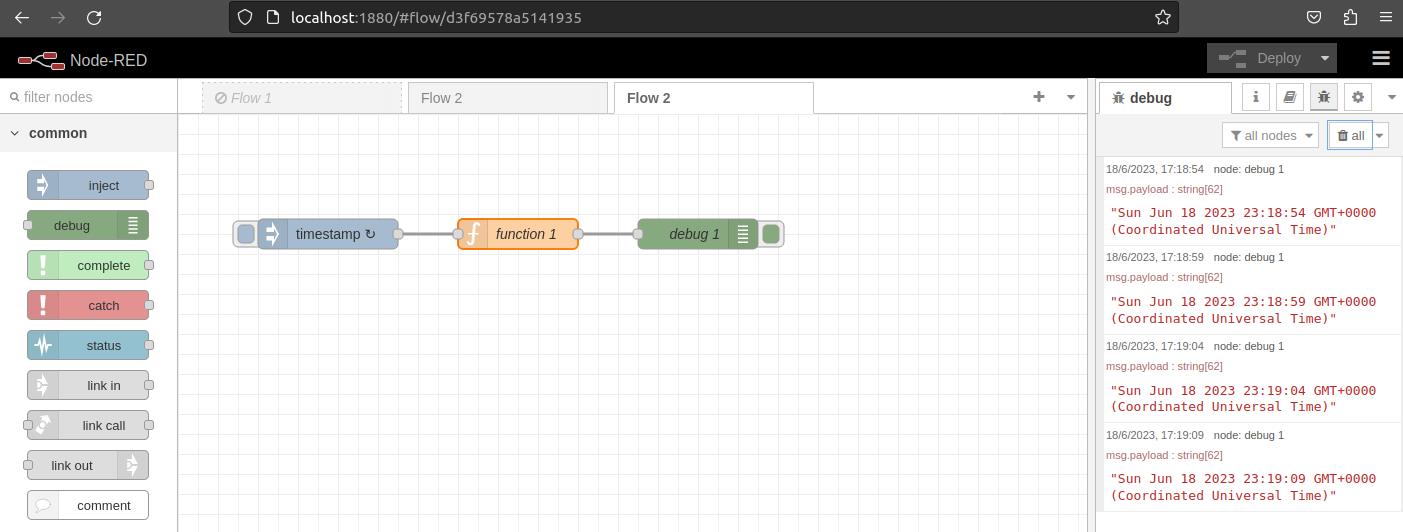 localhost:1880/#flow/d3f69578a5141935
Node-RED
Deploy
filter nodes
Flow 1
Flow 2
Flow 2
debug
common
all nodes
all
inject
debug
complete
catch
status
link in
link call
link out
comment
timestamp ↻
function 1
debug 1
18/6/2023, 17:18:54 node: debug 1
msg.payload : string[62]
"Sun Jun 18 2023 23:18:54 GMT+0000
(Coordinated Universal Time)"
18/6/2023, 17:18:59 node: debug 1
msg.payload : string[62]
"Sun Jun 18 2023 23:18:59 GMT+0000
(Coordinated Universal Time)"
18/6/2023, 17:19:04 node: debug 1
msg.payload : string[62]
"Sun Jun 18 2023 23:19:04 GMT+0000
(Coordinated Universal Time)"
18/6/2023, 17:19:09 node: debug 1
msg.payload : string[62]
"Sun Jun 18 2023 23:19:09 GMT+0000
(Coordinated Universal Time)"